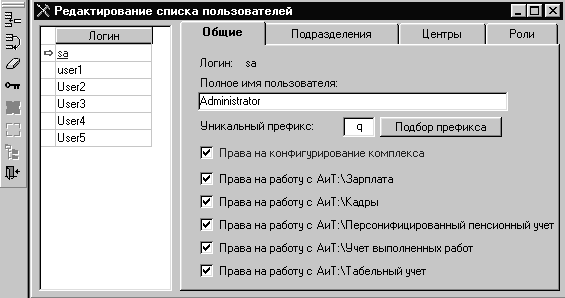 Редактирование списка пользователей
Логин
sa
user1
User2
User3
User4
User5
Общие
Подразделения
Центры
Роли
Логин: sa
Полное имя пользователя:
Administrator
Уникальный префикс: q Подбор префикса
Права на конфигурирование комплекса
Права на работу с АиТ:\Зарплата
Права на работу с АиТ:\Кадры
Права на работу с АиТ:\Персонифицированный пенсионный учет
Права на работу с АиТ:\Учет выполненных работ
Права на работу с АиТ:\Табельный учет